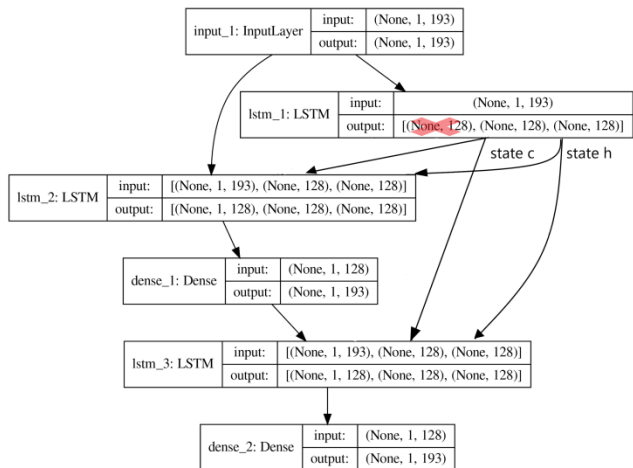 input_1: InputLayer
input: (None, 1, 193)
output: (None, 1, 193)
lstm_1: LSTM
input: (None, 1, 193)
output: [(None, 128), (None, 128), (None, 128)]
state c
state h
lstm_2: LSTM
input: [(None, 1, 193), (None, 128), (None, 128)]
output: [(None, 1, 128), (None, 128), (None, 128)]
dense_1: Dense
input: (None, 1, 128)
output: (None, 1, 193)
lstm_3: LSTM
input: [(None, 1, 193), (None, 128), (None, 128)]
output: [(None, 1, 128), (None, 128), (None, 128)]
dense_2: Dense
input: (None, 1, 128)
output: (None, 1, 193)